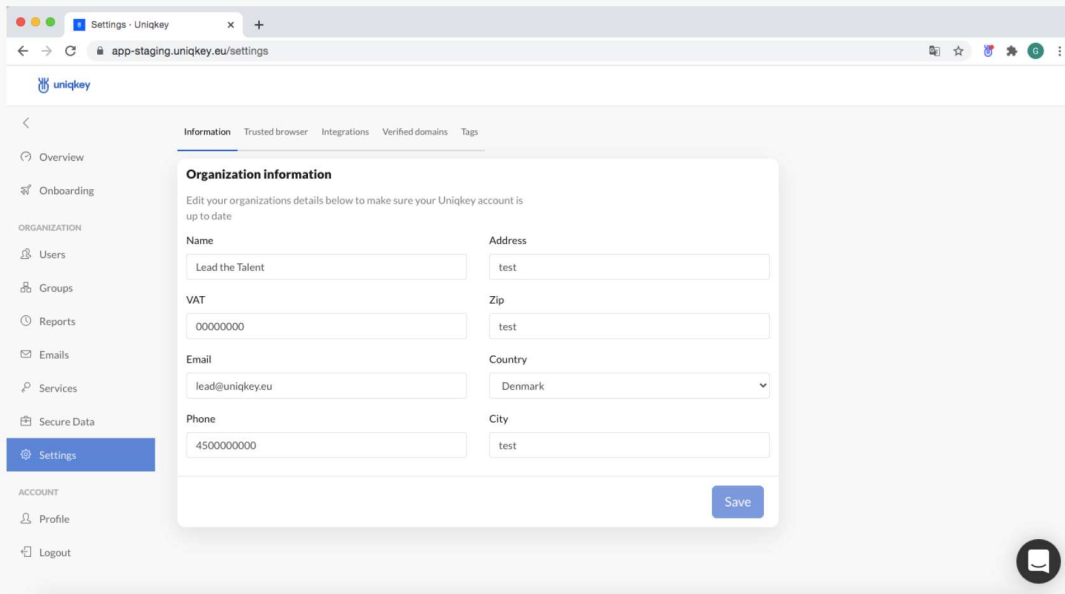 Settings · Uniqkey
app-staging.uniqkey.eu/settings
G
uniqkey
Overview
Onboarding
ORGANIZATION
Users
Groups
Reports
Emails
Services
Secure Data
Settings
ACCOUNT
Profile
Logout
Information Trusted browser Integrations Verified domains Tags
Organization information
Edit your organizations details below to make sure your Uniqkey account is
up to date
Name Address
Lead the Talent test
VAT Zip
00000000 test
Email Country
lead@uniqkey.eu Denmark
Phone City
4500000000 test
Save